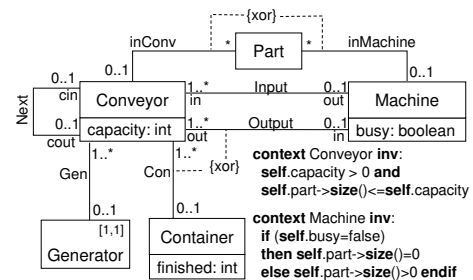 {xor}
inConv
*
Part
*
inMachine
0..1
0..1
0..1
cin
Next
Conveyor
1..*
in
Input
0..1
out
Machine
0..1
cout
capacity: int
1..*
out
Output
0..1
in
busy: boolean
1..*
Gen
1..*
Con
{xor}
context Conveyor inv:
self.capacity > 0 and
self.part->size()<=self.capacity
0..1
0..1
[1,1]
Generator
Container
finished: int
context Machine inv:
if (self.busy=false)
then self.part->size()=0
else self.part->size()>0 endif